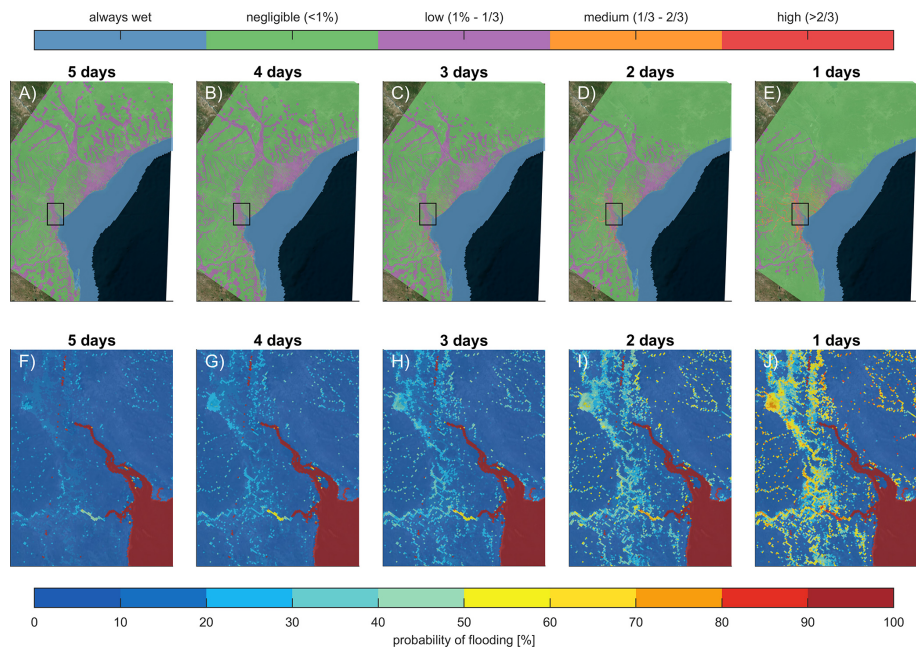 always wet negligible (<1%) low (1% - 1/3) medium (1/3 - 2/3) high (>2/3)
5 days 4 days 3 days 2 days 1 days
A) B) C) D) E)
5 days 4 days 3 days 2 days 1 days
F) G) H) I) J)
0 10 20 30 40 50 60 70 80 90 100
probability of flooding [%]